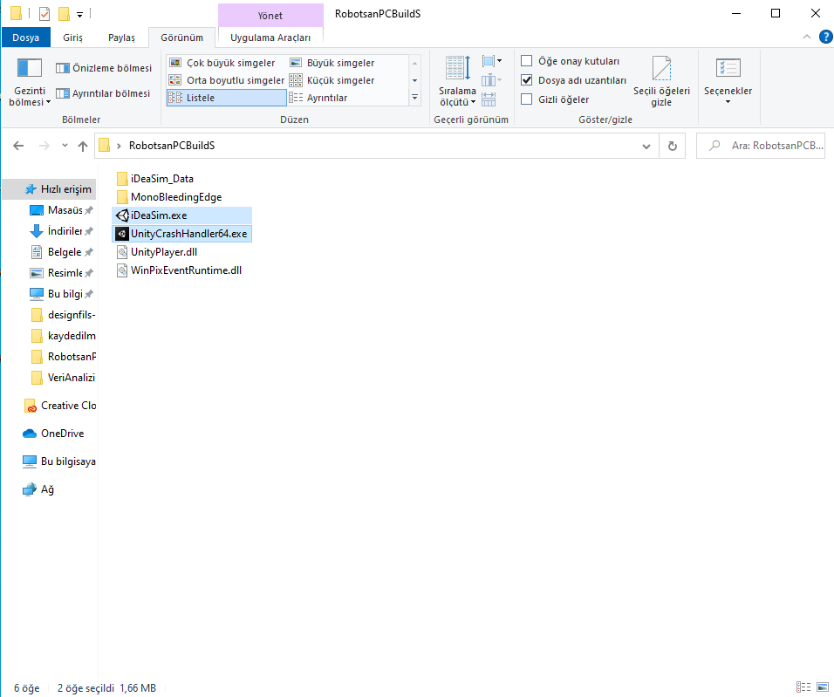 Yönet
RobotsanPCBuildS
Dosya
Giriş
Paylaş
Görünüm
Uygulama Araçları
Gezinti bölmesi
Önizleme bölmesi
Ayrıntılar bölmesi
Bölmeler
Çok büyük simgeler
Büyük simgeler
Orta boyutlu simgeler
Küçük simgeler
Listele
Ayrıntılar
Düzen
Sıralama ölçütü
Geçerli görünüm
Öğe onay kutuları
Dosya adı uzantıları
Gizli öğeler
Seçili öğeleri gizle
Göster/gizle
Seçenekler
RobotsanPCBuildS
Ara: RobotsanPCB...
Hızlı erişim
Masaüs
İndiriler
Belgele
Resimle
Bu bilgi
designfils-
kaydedilm
RobotsanP
VeriAnalizi
Creative Clo
OneDrive
Bu bilgisaya
Ağ
iDeaSim_Data
MonoBleedingEdge
iDeaSim.exe
UnityCrashHandler64.exe
UnityPlayer.dll
WinPixEventRuntime.dll
6 öğe
2 öğe seçildi 1,66 MB